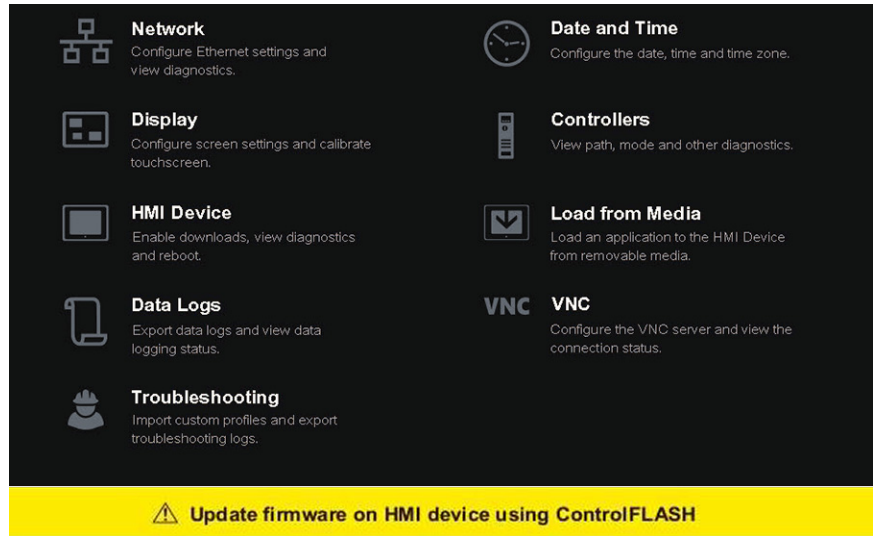 Network
Configure Ethernet settings and
view diagnostics.
Date and Time
Configure the date, time and time zone.
Display
Configure screen settings and calibrate
touchscreen.
Controllers
View path, mode and other diagnostics.
HMI Device
Enable downloads, view diagnostics
and reboot.
Load from Media
Load an application to the HMI Device
from removable media.
Data Logs
Export data logs and view data
logging status.
VNC
VNC
Configure the VNC server and view the
connection status.
Troubleshooting
Import custom profiles and export
troubleshooting logs.
Update firmware on HMI device using ControlFLASH